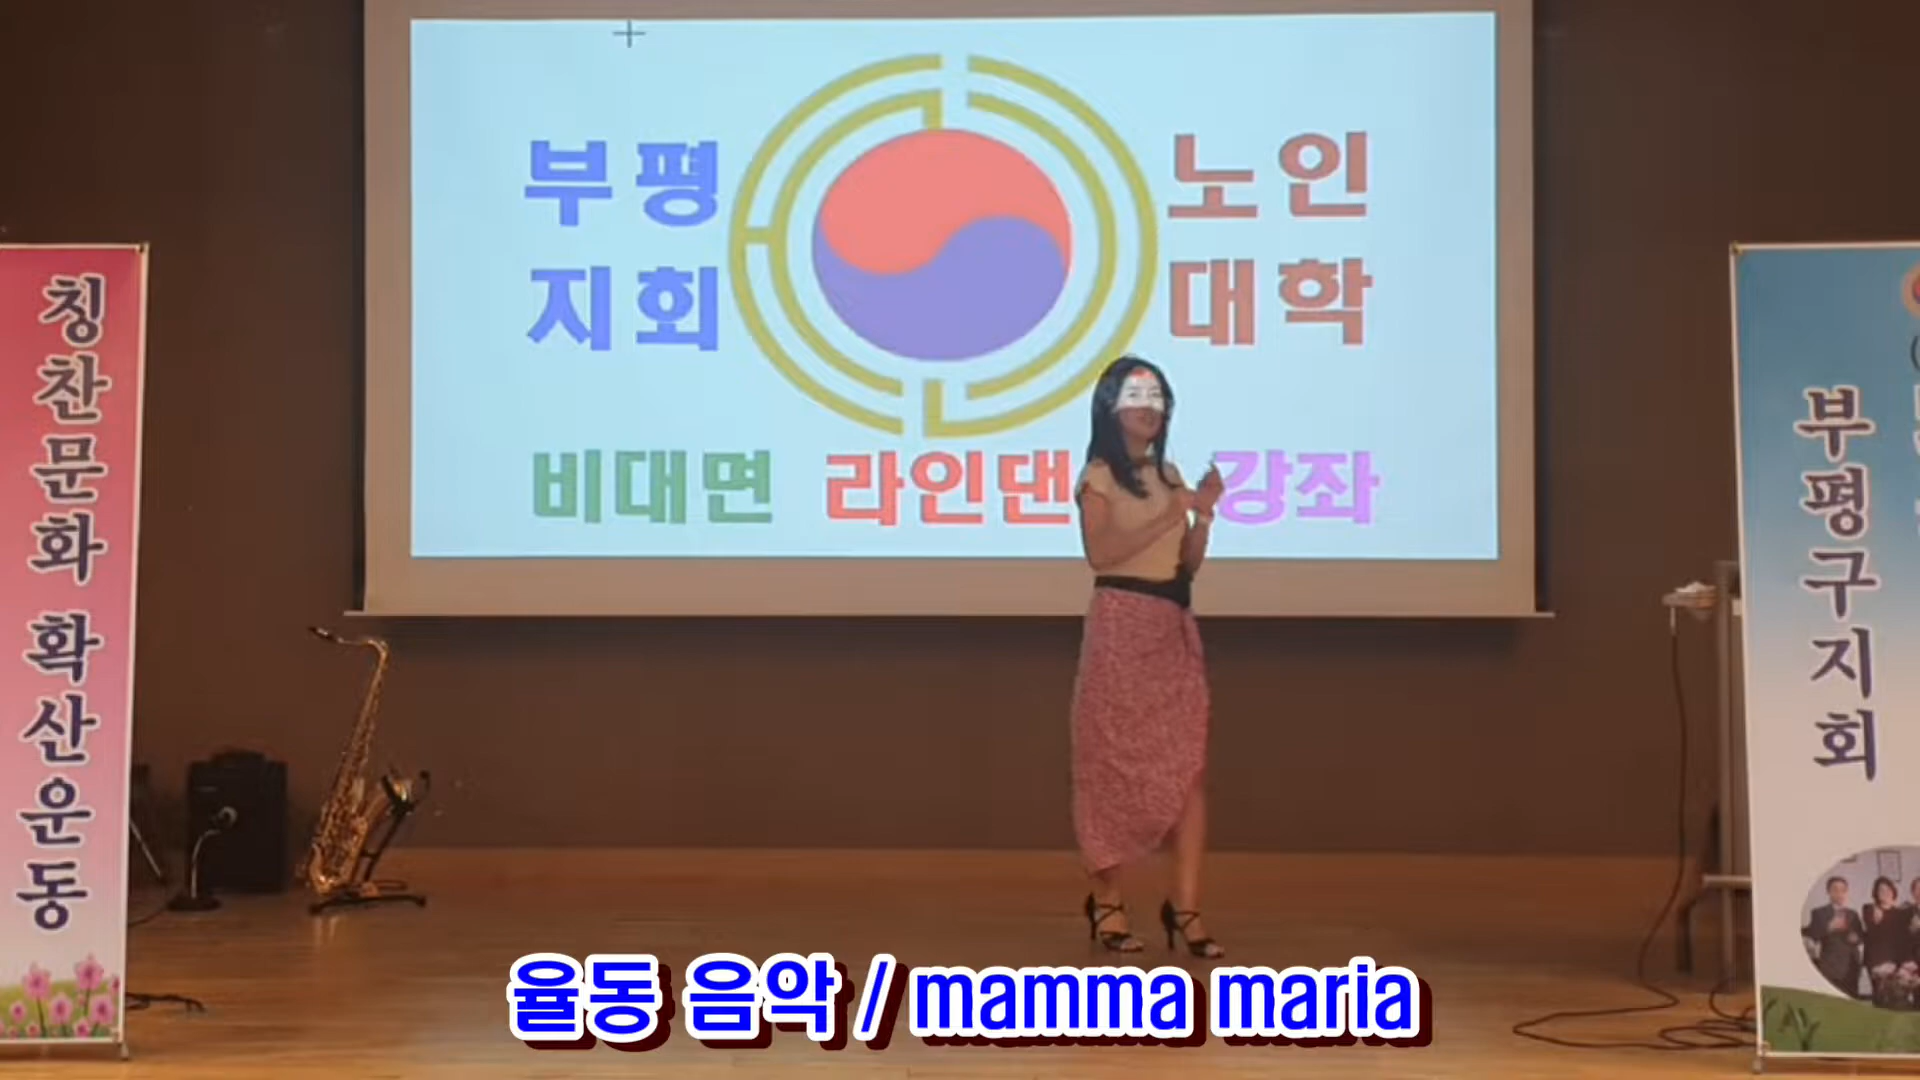 부평 노인
지회 대학
비대면 라인댄 강좌
칭찬문화 확산운동
부평구지회
율동 음악 / mamma maria